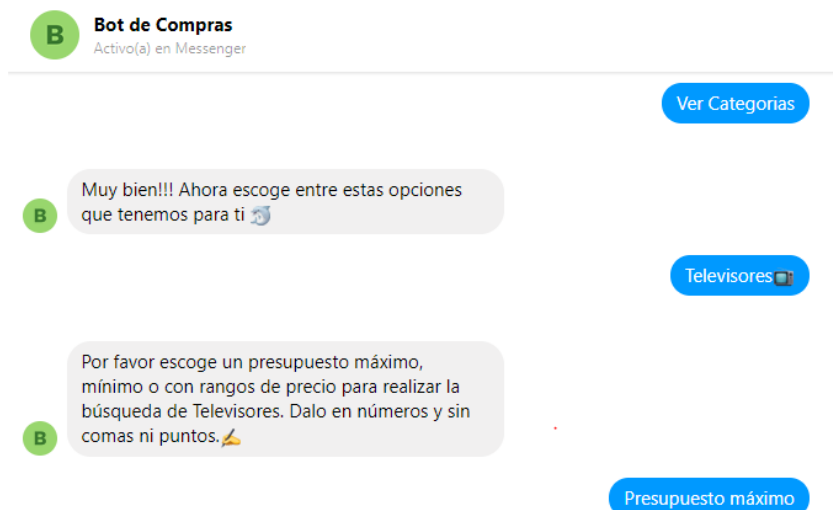 B
Bot de Compras
Activo(a) en Messenger
Ver Categorias
Muy bien!!! Ahora escoge entre estas opciones
que tenemos para ti
B
Televisores
Por favor escoge un presupuesto máximo,
mínimo o con rangos de precio para realizar la
búsqueda de Televisores. Dalo en números y sin
comas ni puntos.
B
Presupuesto máximo